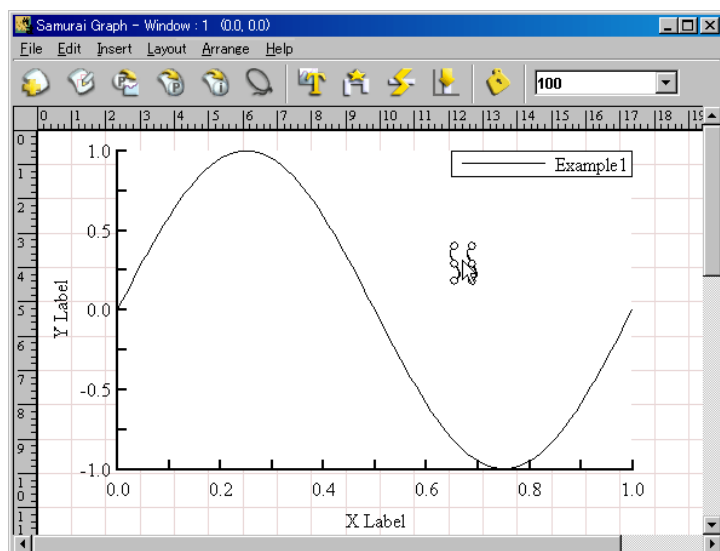 Samurai Graph - Window : 1 (0.0, 0.0)
File Edit Insert Layout Arrange Help
T P I 100
0 1 2 3 4 5 6 7 8 9 10 11 12 13 14 15 16 17 18 19
0
1
2
3
4
5
6
7
8
9
10
11
1.0
0.5
0.0
-0.5
-1.0
Y Label
Example1
0.0 0.2 0.4 0.6 0.8 1.0
X Label